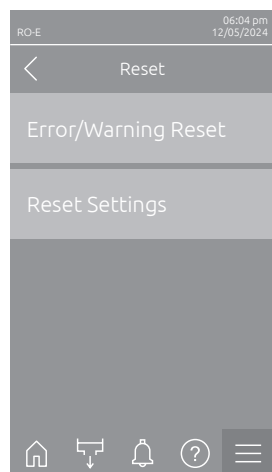 06:04 pm
RO-E 12/05/2024
Reset
Error/Warning Reset
Reset Settings
?